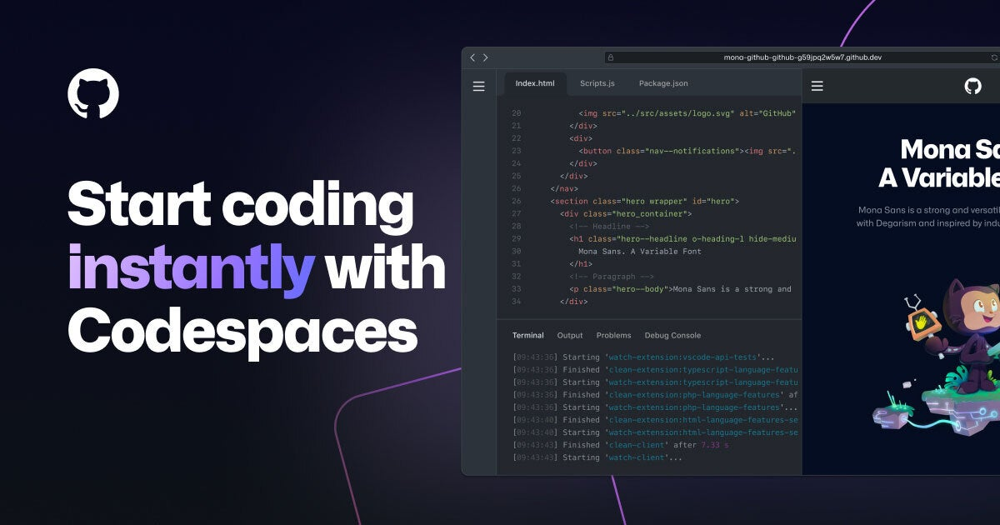 Start coding
instantly with
Codespaces
mona-github-github-g59jpq2w5w7.github.dev
Index.html Scripts.js Package.json
20 <img src="../src/assets/logo.svg" alt="GitHub"
21 </div>
22 <div>
23 <button class="nav--notifications"><img src=".
24 </div>
25 </div>
26 </nav>
26 <section class="hero wrapper" id="hero">
27 <div class="hero_container">
28 <!-- Headline -->
29 <h1 class="hero--headline o-heading-l hide-mediu
30 Mona Sans. A Variable Font
31 </h1>
32 <!-- Paragraph -->
33 <p class="hero--body">Mona Sans is a strong and
34 </div>
Terminal Output Problems Debug Console
[09:43:36] Starting 'watch-extension:vscode-api-tests'...
[09:43:36] Finished 'clean-extension:typescript-language-featu
[09:43:36] Starting 'watch-extension:typescript-language-featu
[09:43:36] Finished 'clean-extension:php-language-features' af
[09:43:36] Starting 'watch-extension:php-language-features'...
[09:43:40] Finished 'clean-extension:html-language-features-se
[09:43:40] Starting 'watch-extension:html-language-features-se
[09:43:43] Finished 'clean-client' after 7.33 s
[09:43:43] Starting 'watch-client'...
Mona Sa
A Variable
Mona Sans is a strong and versatil
with Degarism and inspired by indu